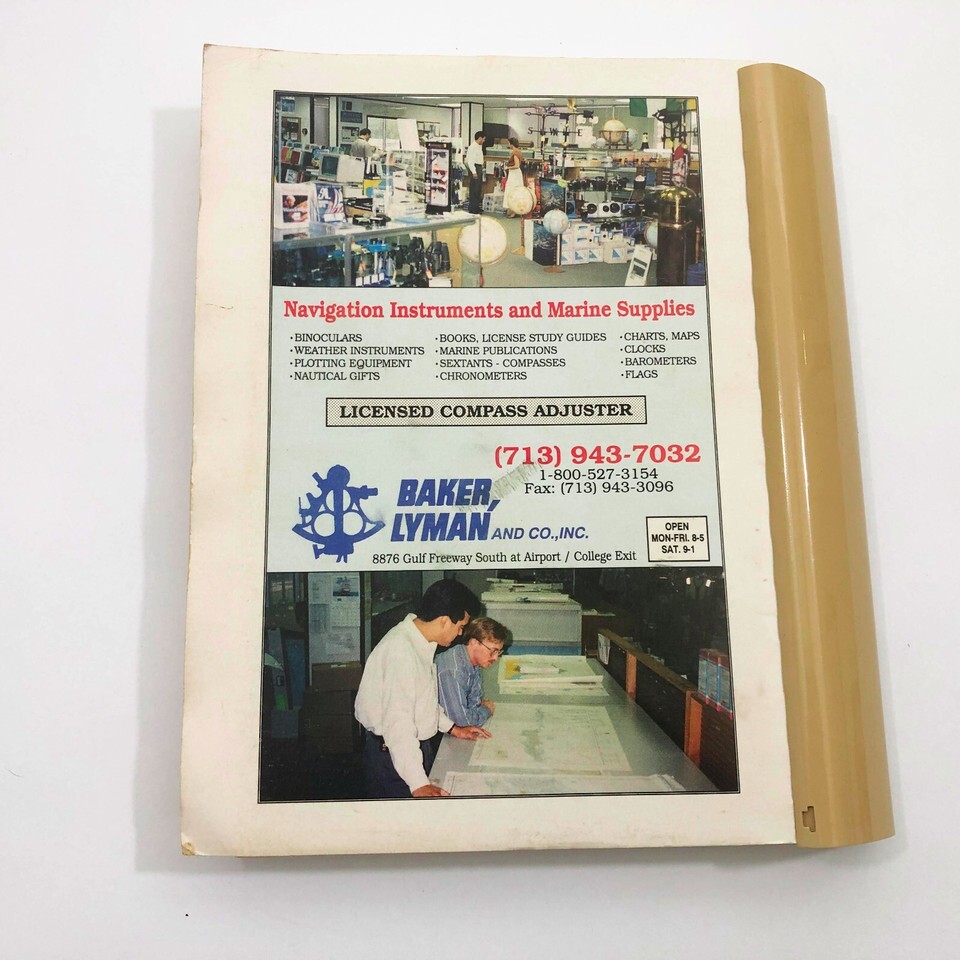 Navigation Instruments and Marine Supplies
·BINOCULARS ·BOOKS, LICENSE STUDY GUIDES ·CHARTS, MAPS
·WEATHER INSTRUMENTS ·MARINE PUBLICATIONS ·CLOCKS
·PLOTTING EQUIPMENT ·SEXTANTS - COMPASSES ·BAROMETERS
·NAUTICAL GIFTS ·CHRONOMETERS ·FLAGS
LICENSED COMPASS ADJUSTER
(713) 943-7032
1-800-527-3154
Fax: (713) 943-3096
BAKER,
LYMAN AND CO.,INC.
8876 Gulf Freeway South at Airport / College Exit
OPEN
MON-FRI. 8-5
SAT. 9-1